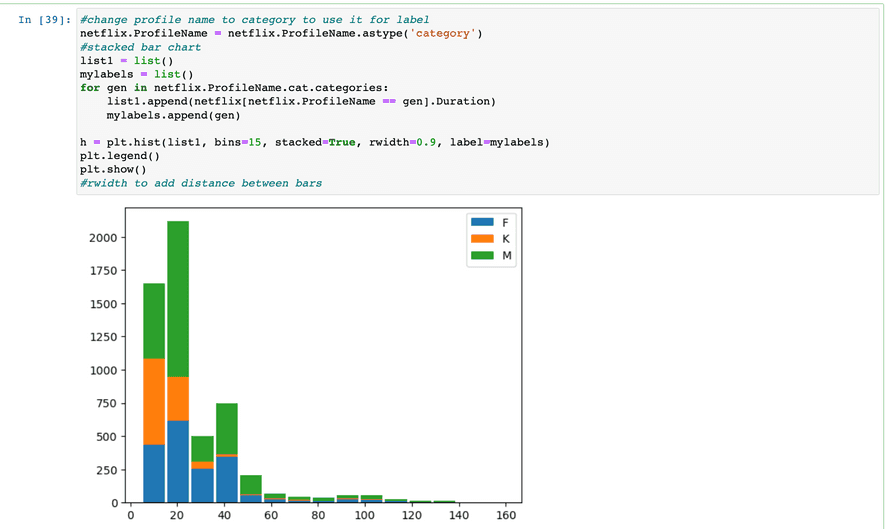 In [39]: #change profile name to category to use it for label
netflix.ProfileName = netflix.ProfileName.astype('category')
#stacked bar chart
list1 = list()
mylabels = list()
for gen in netflix.ProfileName.cat.categories:
    list1.append(netflix[netflix.ProfileName == gen].Duration)
    mylabels.append(gen)

h = plt.hist(list1, bins=15, stacked=True, rwidth=0.9, label=mylabels)
plt.legend()
plt.show()
#rwidth to add distance between bars
F
K
M
2000
1750
1500
1250
1000
750
500
250
0
0 20 40 60 80 100 120 140 160